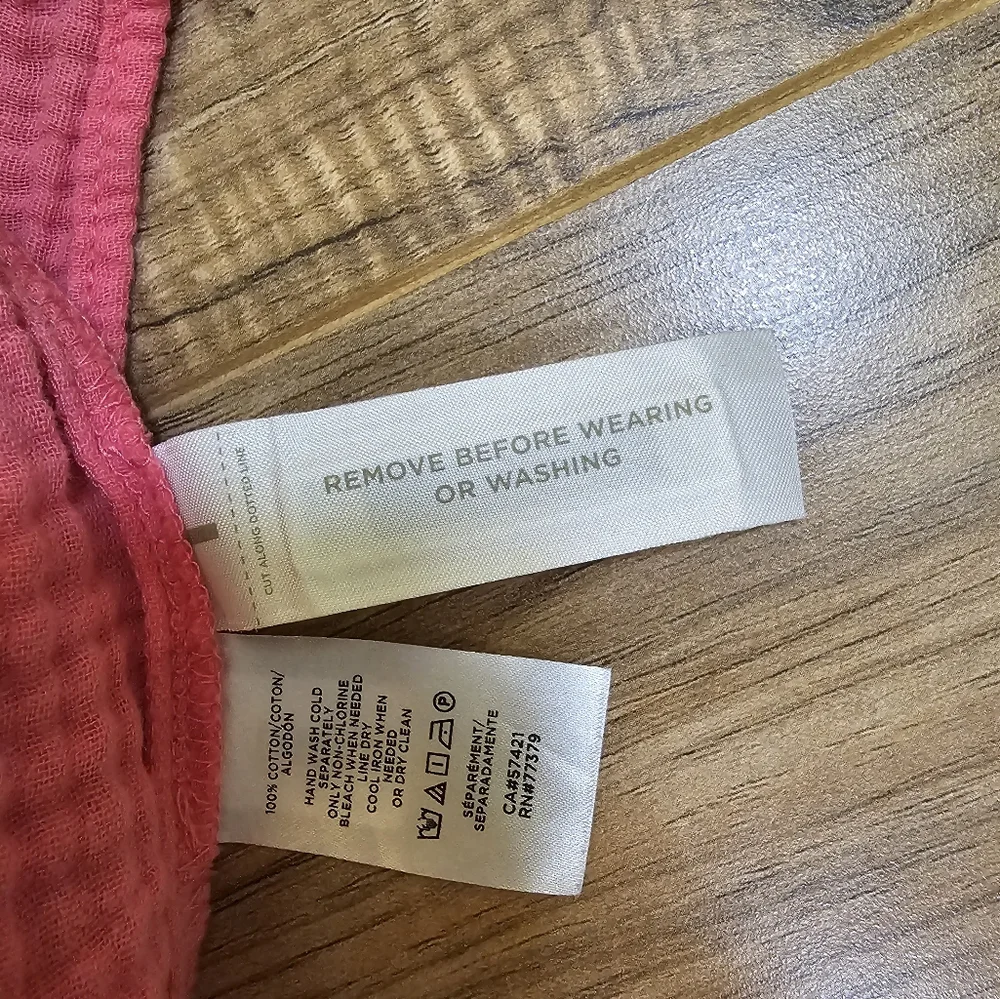 REMOVE BEFORE WEARING
OR WASHING
CUT ALONG DOTTED LINE
100% COTTON/COTON/
ALGODÓN
HAND WASH COLD
SEPARATELY
ONLY NON-CHLORINE
BLEACH WHEN NEEDED
LINE DRY
COOL IRON WHEN
NEEDED
OR DRY CLEAN
P
SÉPARÉMENT/
SEPARADAMENTE
CA#57421
RN#77379